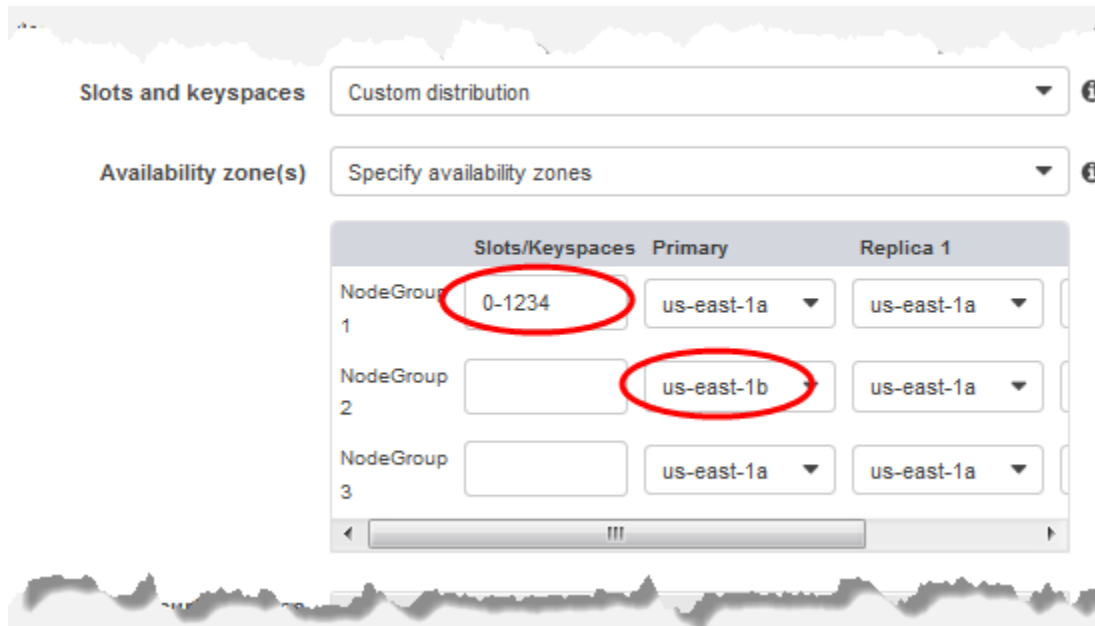 Slots and keyspaces Custom distribution
Availability zone(s) Specify availability zones
Slots/Keyspaces Primary Replica 1
NodeGroup 1 0-1234 us-east-1a us-east-1a
NodeGroup 2 us-east-1b us-east-1a
NodeGroup 3 us-east-1a us-east-1a